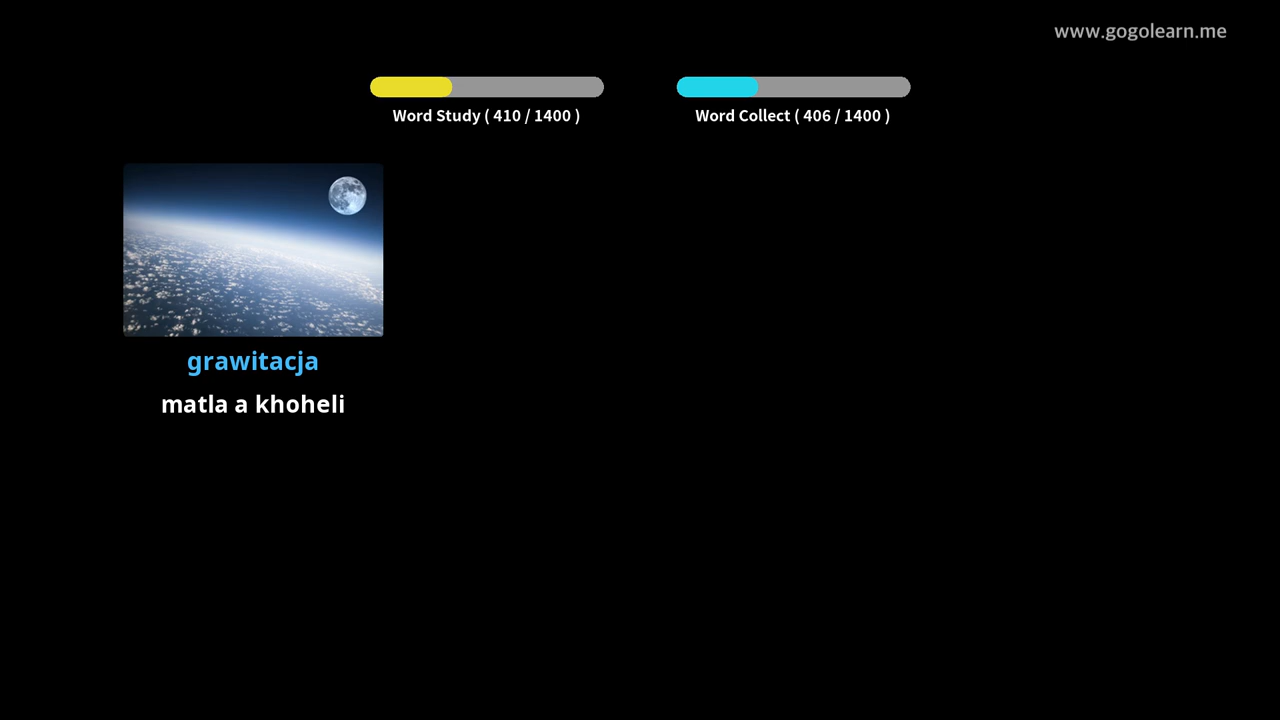 www.gogolearn.me
Word Study ( 410 / 1400 )
Word Collect ( 406 / 1400 )
grawitacja
matla a khoheli